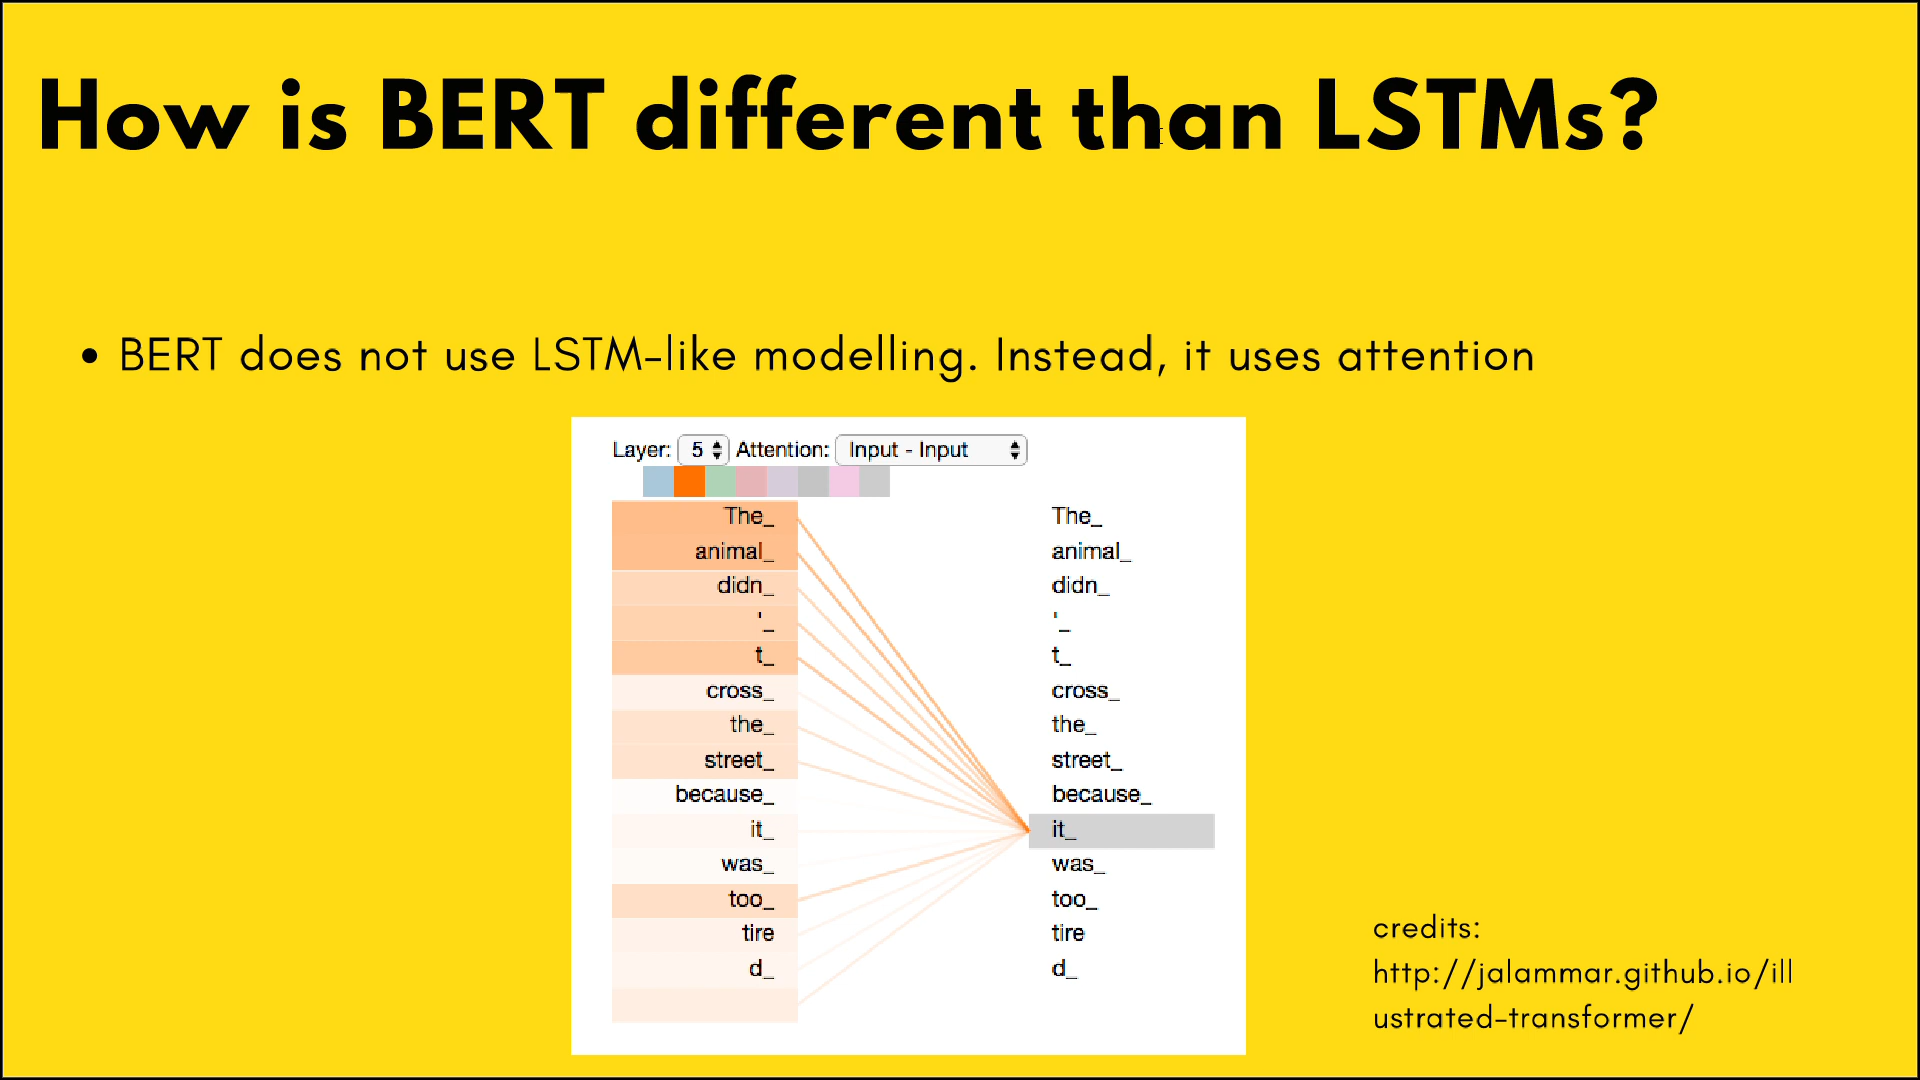 How is BERT different than LSTMs?
• BERT does not use LSTM-like modelling. Instead, it uses attention
Layer: 5 Attention: Input - Input
The_ The_
animal_ animal_
didn_ didn_
'_ '_
t_ t_
cross_ cross_
the_ the_
street_ street_
because_ because_
it_ it_
was_ was_
too_ too_
tire tire
d_ d_
credits:
http://jalammar.github.io/ill
ustrated-transformer/